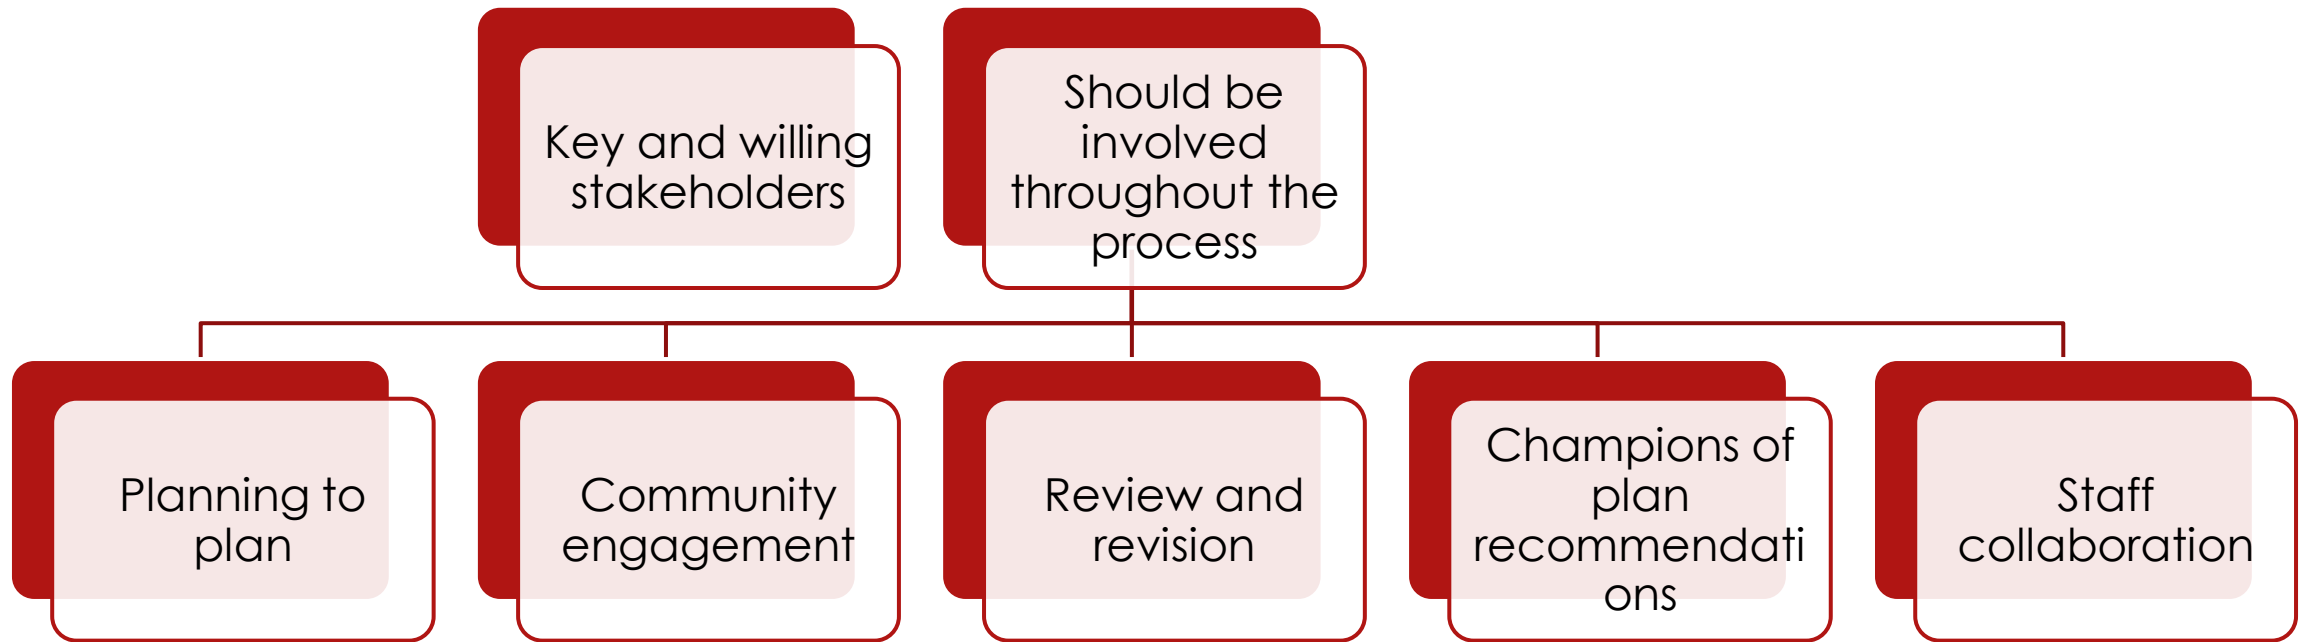 Key and willing
stakeholders
Should be
involved
throughout the
process
Planning to
plan
Community
engagement
Review and
revision
Champions of
plan
recommendati
ons
Staff
collaboration